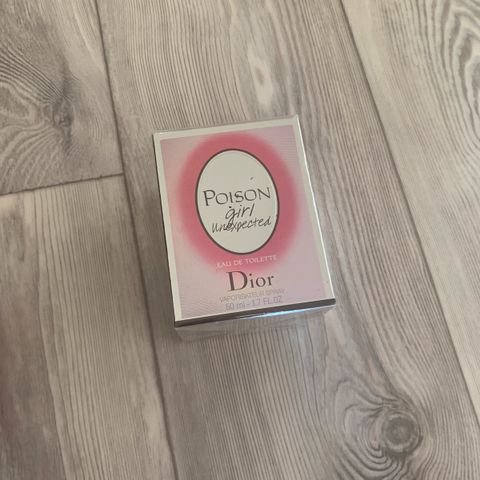 POISON
girl
unexpected
EAU DE TOILETTE
Dior
VAPORISATEUR SPRAY
50 ml - 1.7 FL.OZ